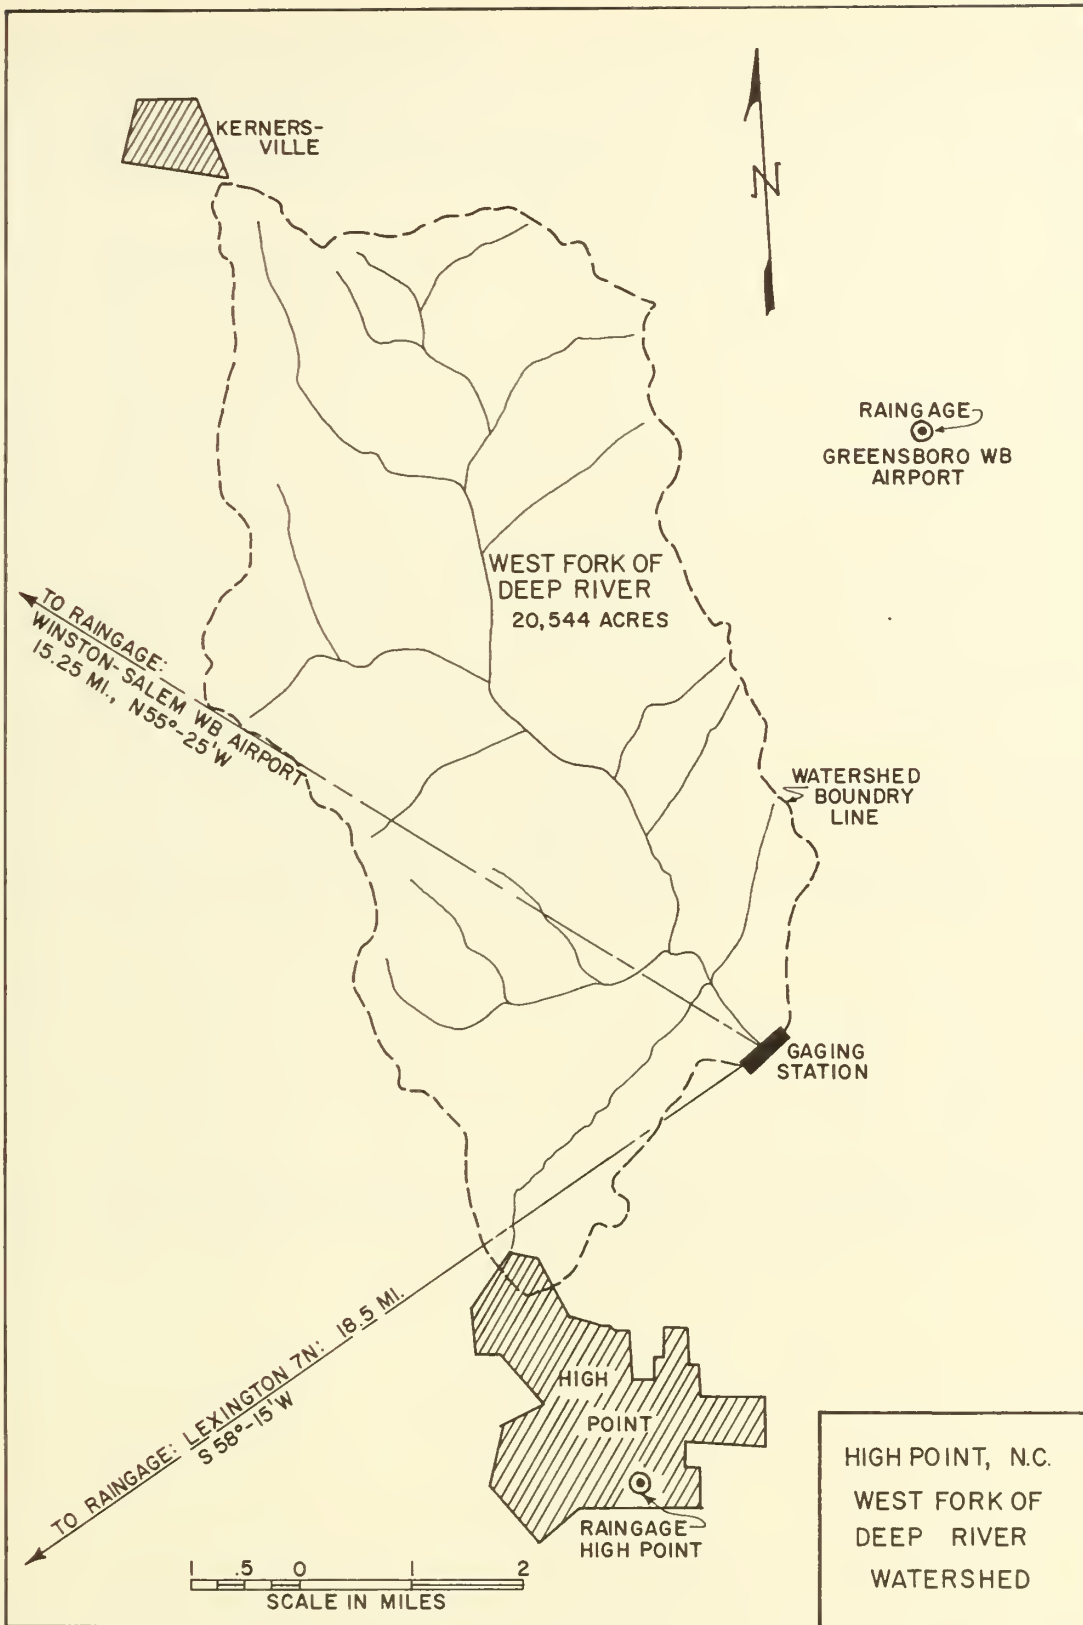 KERNERS-
VILLE
N
RAINGAGE
GREENSBORO WB
AIRPORT
WEST FORK OF
DEEP RIVER
20,544 ACRES
TO RAINGAGE:
WINSTON-SALEM WB AIRPORT
15.25 MI., N55°-25'W
WATERSHED
BOUNDRY
LINE
GAGING
STATION
TO RAINGAGE: LEXINGTON 7N: 18.5 MI.
S 58°-15'W
HIGH
POINT
RAINGAGE
HIGH POINT
1 .5 0 1 2
SCALE IN MILES
HIGH POINT, N.C.
WEST FORK OF
DEEP RIVER
WATERSHED